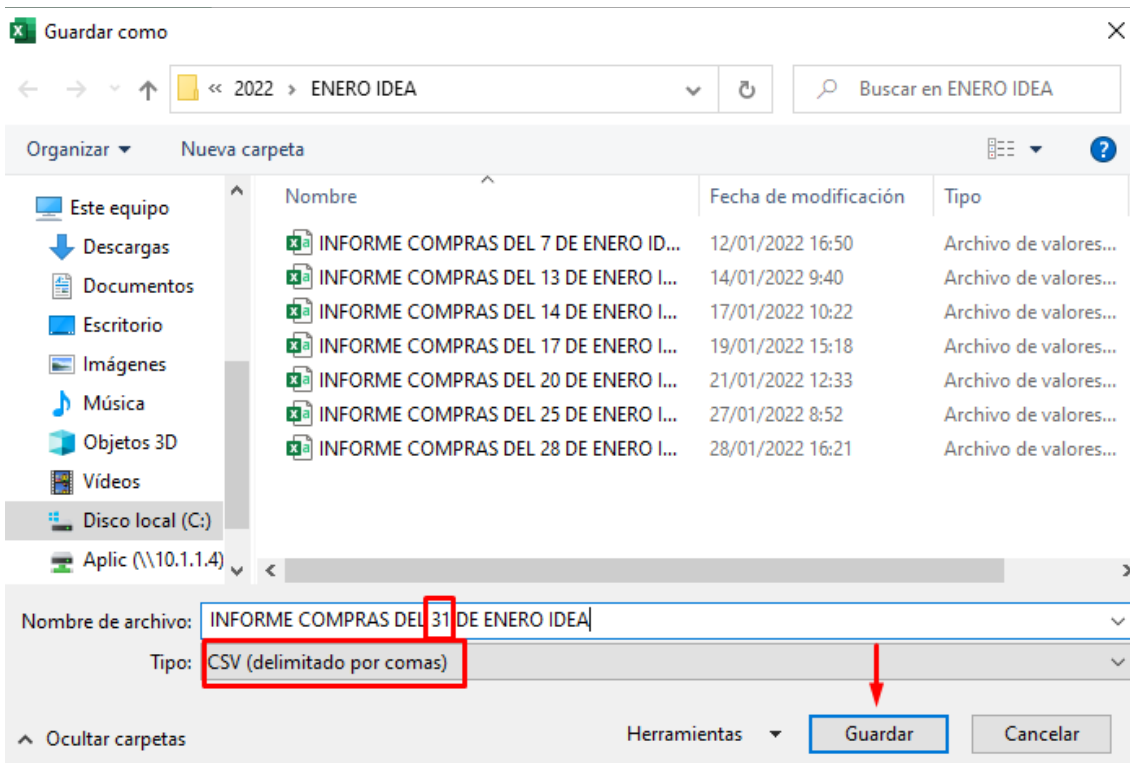 Guardar como
« 2022 › ENERO IDEA
Buscar en ENERO IDEA
Organizar
Nueva carpeta
Nombre
Fecha de modificación
Tipo
Este equipo
Descargas
Documentos
Escritorio
Imágenes
Música
Objetos 3D
Vídeos
Disco local (C:)
Aplic (\\10.1.1.4)
INFORME COMPRAS DEL 7 DE ENERO ID... 12/01/2022 16:50 Archivo de valores...
INFORME COMPRAS DEL 13 DE ENERO I... 14/01/2022 9:40 Archivo de valores...
INFORME COMPRAS DEL 14 DE ENERO I... 17/01/2022 10:22 Archivo de valores...
INFORME COMPRAS DEL 17 DE ENERO I... 19/01/2022 15:18 Archivo de valores...
INFORME COMPRAS DEL 20 DE ENERO I... 21/01/2022 12:33 Archivo de valores...
INFORME COMPRAS DEL 25 DE ENERO I... 27/01/2022 8:52 Archivo de valores...
INFORME COMPRAS DEL 28 DE ENERO I... 28/01/2022 16:21 Archivo de valores...
Nombre de archivo: INFORME COMPRAS DEL 31 DE ENERO IDEA
Tipo: CSV (delimitado por comas)
Ocultar carpetas
Herramientas
Guardar
Cancelar